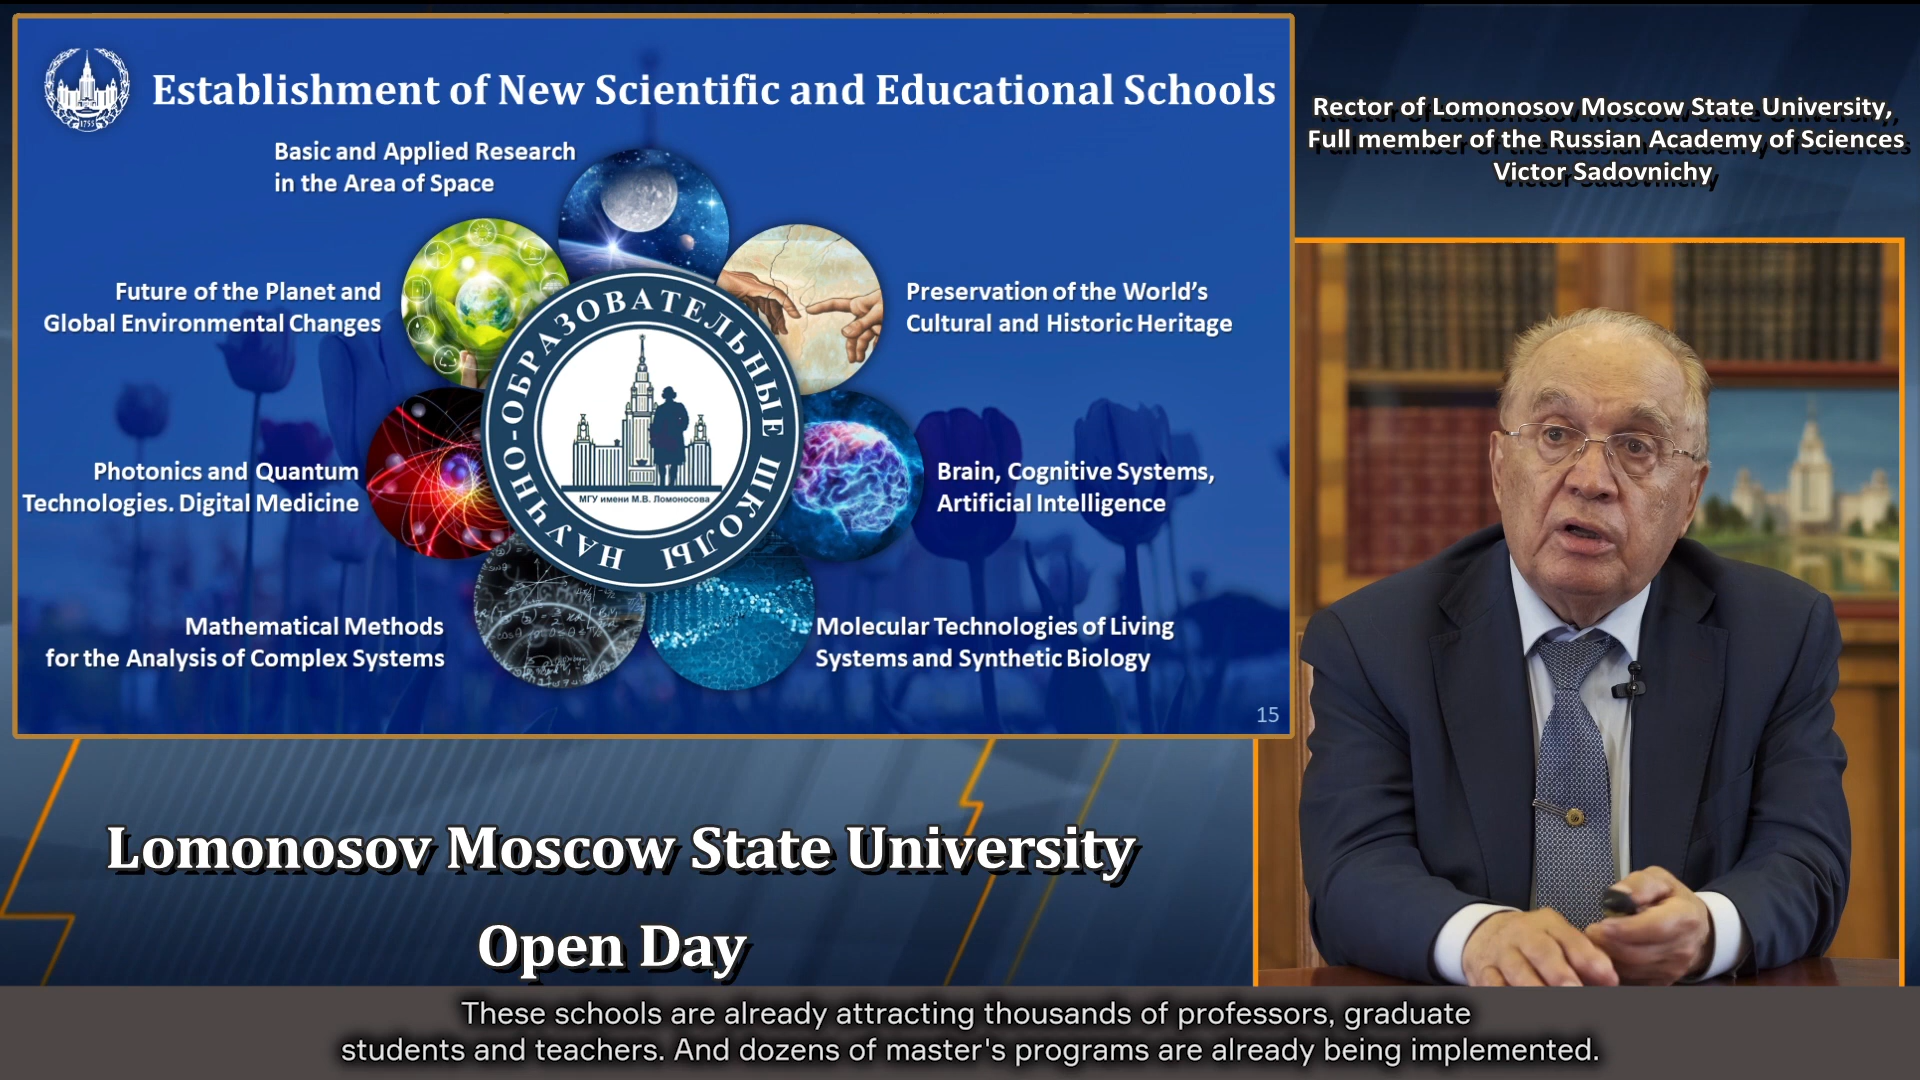 Establishment of New Scientific and Educational Schools
1755
Basic and Applied Research
in the Area of Space
Future of the Planet and
Global Environmental Changes
Preservation of the World’s
Cultural and Historic Heritage
Photonics and Quantum
Technologies. Digital Medicine
Brain, Cognitive Systems,
Artificial Intelligence
Mathematical Methods
for the Analysis of Complex Systems
Molecular Technologies of Living
Systems and Synthetic Biology
НАУЧНО-ОБРАЗОВАТЕЛЬНЫЕ ШКОЛЫ
МГУ имени М.В. Ломоносова
15
Rector of Lomonosov Moscow State University,
Full member of the Russian Academy of Sciences
Victor Sadovnichy
Lomonosov Moscow State University
Open Day
These schools are already attracting thousands of professors, graduate
students and teachers. And dozens of master's programs are already being implemented.